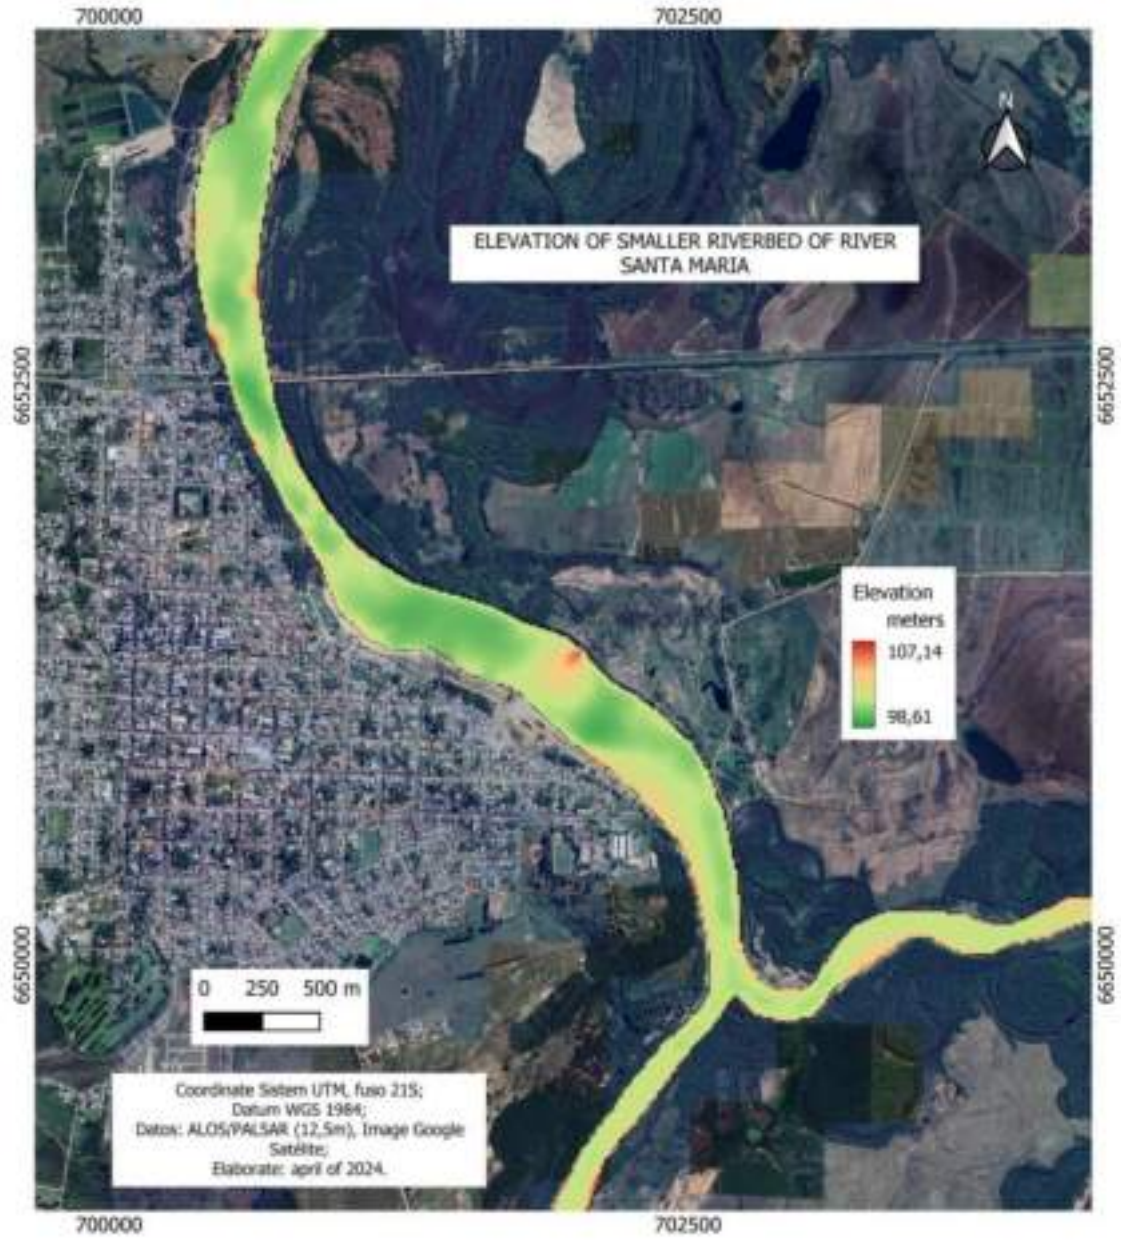 700000
702500
N
ELEVATION OF SMALLER RIVERBED OF RIVER
SANTA MARIA
6652500
6652500
Elevation
meters
107,14
98,61
6650000
6650000
0 250 500 m
Coordinate Sistem UTM, fuso 21S;
Datum WGS 1984;
Datos: ALOS/PALSAR (12,5m), Image Google
Satélite;
Elaborate: april of 2024.
700000
702500